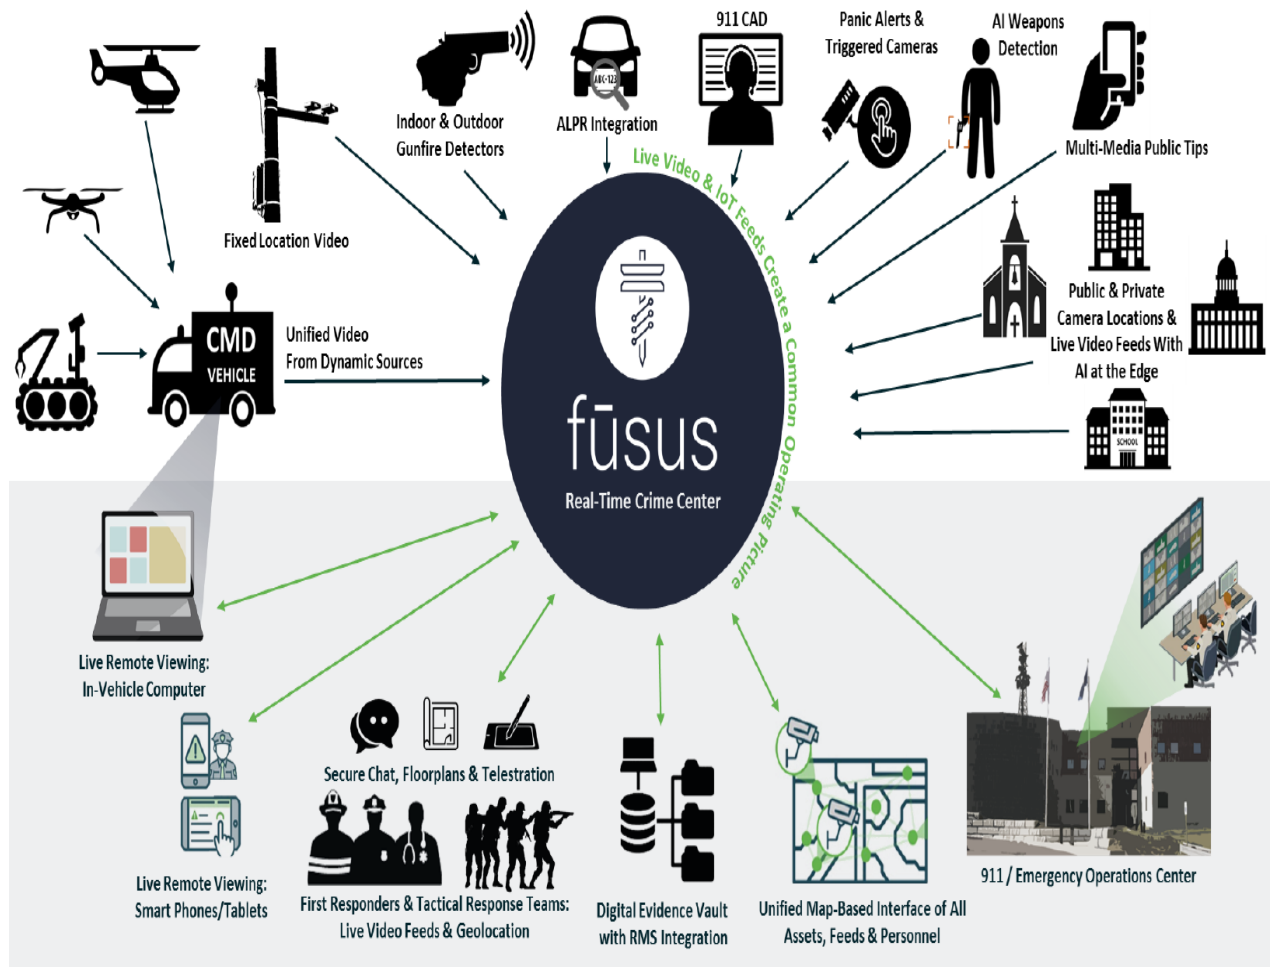 911 CAD
Panic Alerts &
Triggered Cameras
AI Weapons
Detection
Indoor & Outdoor
Gunfire Detectors
ABC-123
ALPR Integration
Multi-Media Public Tips
Fixed Location Video
Live Video & IoT Feeds Create a Common Operating Picture
Public & Private
Camera Locations &
Live Video Feeds With
AI at the Edge
SCHOOL
CMD
VEHICLE
Unified Video
From Dynamic Sources
fūsus
Real-Time Crime Center
Live Remote Viewing:
In-Vehicle Computer
Live Remote Viewing:
Smart Phones/Tablets
Secure Chat, Floorplans & Telestration
First Responders & Tactical Response Teams:
Live Video Feeds & Geolocation
Digital Evidence Vault
with RMS Integration
Unified Map-Based Interface of All
Assets, Feeds & Personnel
911 / Emergency Operations Center